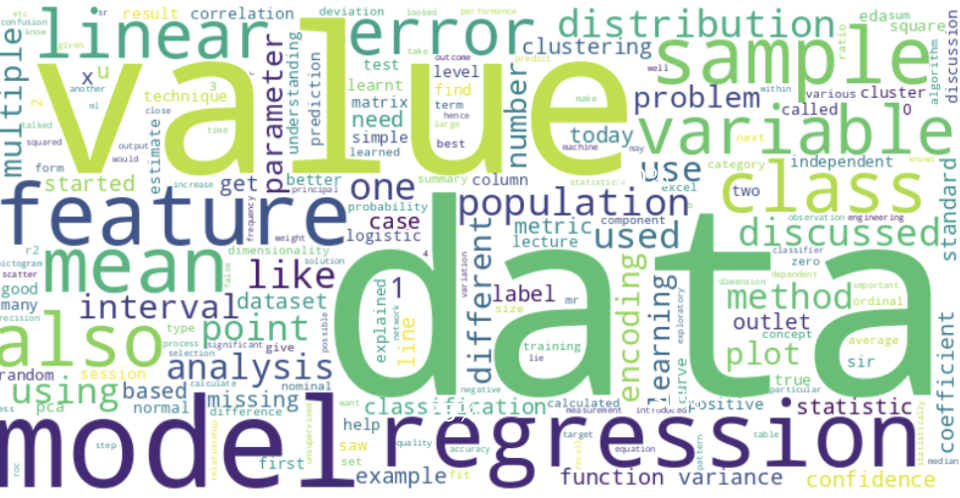 etc sr result correlation looked performance
confusion know linear error distribution edasum square
given take clustering sample ratio algorithm discussion
multiple value x u another ml 3 2
technique parameter understanding prediction test learnt matrix
outcome level find term hence large best number predict well
problem various cluster within called 0
close time need simple learned make today variable
talked squared output would estimate machine may next
form increase principal better summary column statistic use category independent known
started get one probability excel two class standard
feature frequency weight case logistic population component
metric lecture used observation engineering discussed
r2 dimensionality solution 4 classifier zero
pictogram scatter mean false like data variation different dependent
good many interval dataset 1 label mr size dimension important
method ordinal outlet concept
precision also type point explained network line encoding learning exploratory
process significant give possible training lie plot average
random session selection analysis curve true sir coefficient
using based calculate nominal missing negative particular
ess pca normal difference want classification calculated measurement introduced positive statistic
model regression relationship unsupervised help
roc step saw quality target recall pattern table statistically
first set accuracy equation median
example fit function variance confidence